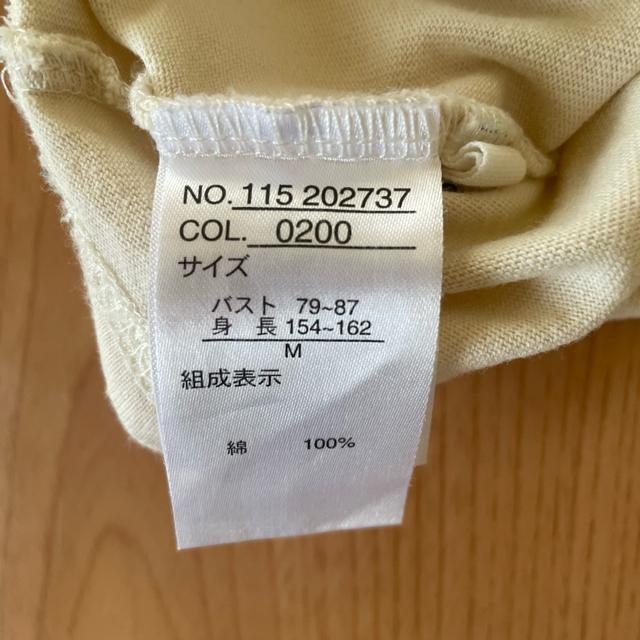 NO. 115 202737
COL. 0200
サイズ
バスト 79~87
身 長 154~162
M
組成表示
綿 100%